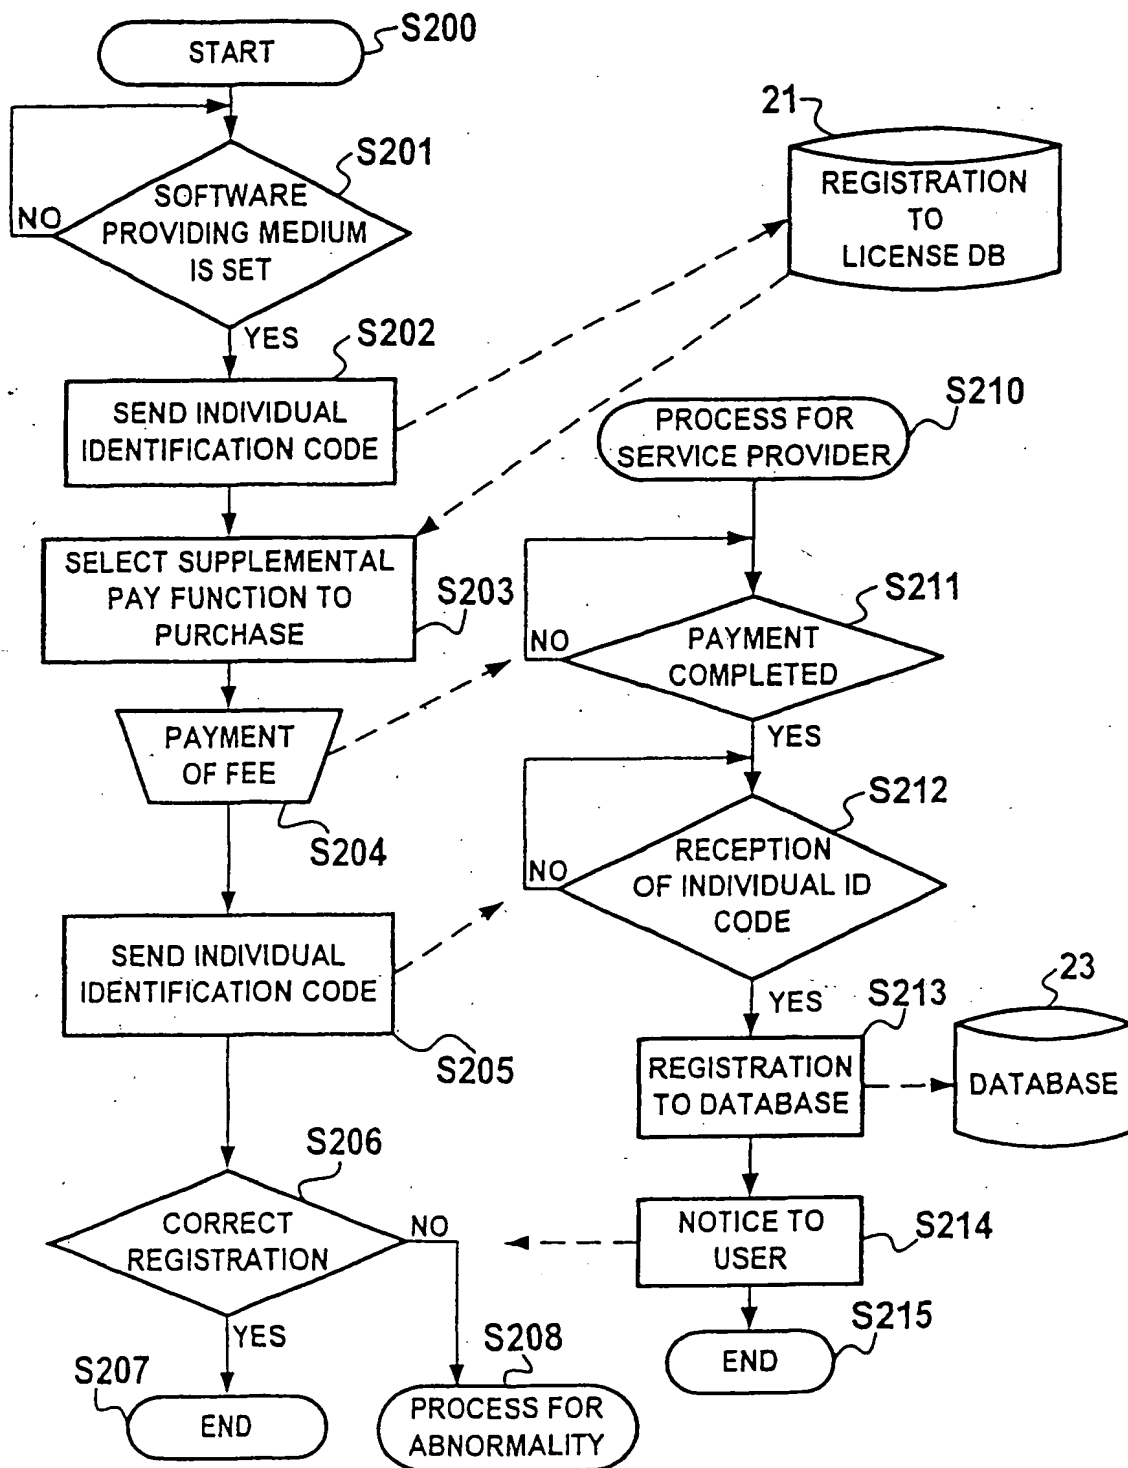 START
S200
S201
SOFTWARE
PROVIDING MEDIUM
IS SET
NO
YES
S202
SEND INDIVIDUAL
IDENTIFICATION CODE
SELECT SUPPLEMENTAL
PAY FUNCTION TO
PURCHASE
S203
PAYMENT
OF FEE
S204
SEND INDIVIDUAL
IDENTIFICATION CODE
S205
S206
CORRECT
REGISTRATION
NO
YES
S207
END
S208
PROCESS FOR
ABNORMALITY
21
REGISTRATION
TO
LICENSE DB
S210
PROCESS FOR
SERVICE PROVIDER
S211
PAYMENT
COMPLETED
NO
YES
S212
RECEPTION
OF INDIVIDUAL ID
CODE
NO
YES
S213
REGISTRATION
TO DATABASE
23
DATABASE
NOTICE TO
USER
S214
S215
END